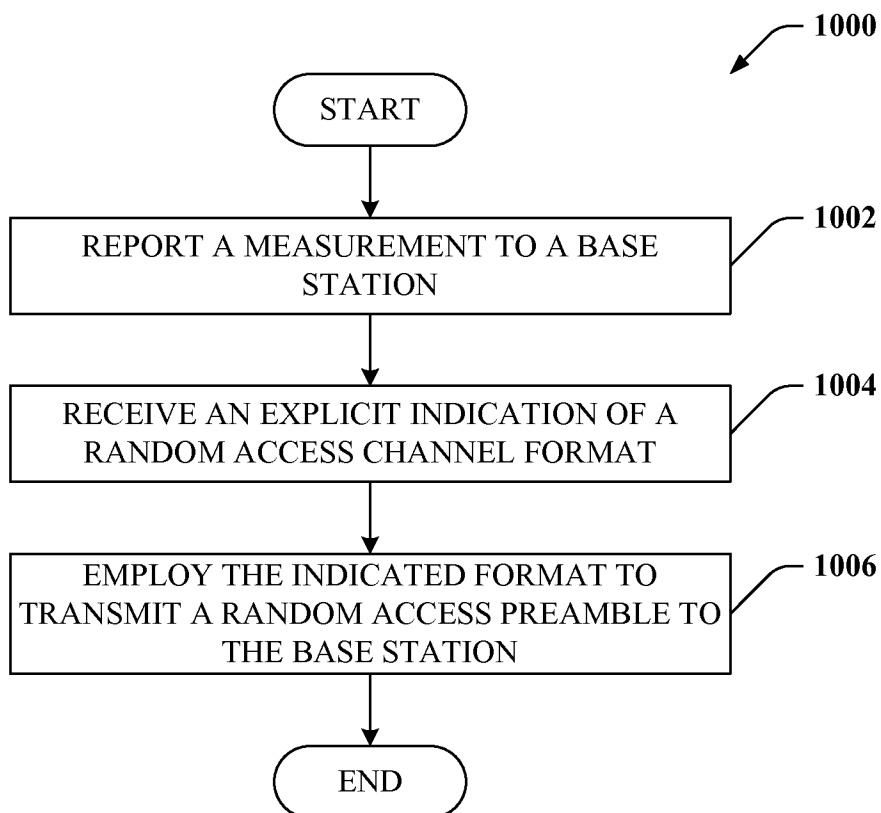 1000
START
REPORT A MEASUREMENT TO A BASE
STATION
1002
RECEIVE AN EXPLICIT INDICATION OF A
RANDOM ACCESS CHANNEL FORMAT
1004
EMPLOY THE INDICATED FORMAT TO
TRANSMIT A RANDOM ACCESS PREAMBLE TO
THE BASE STATION
1006
END